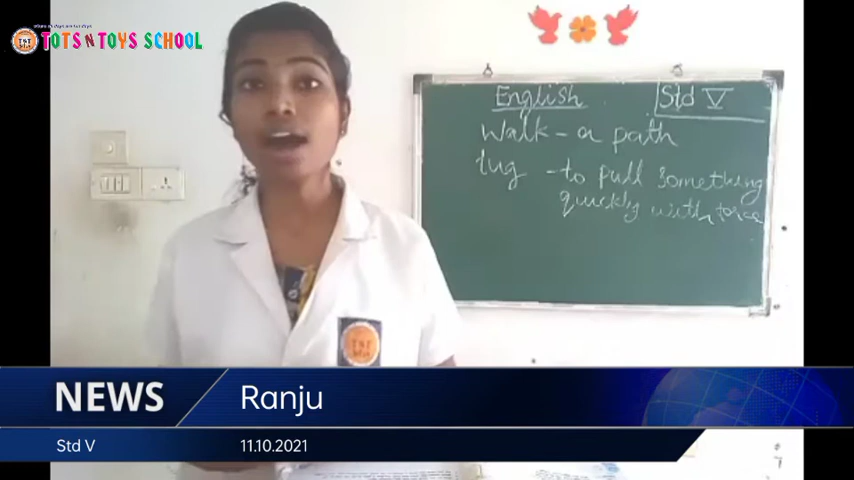 TOTS N TOYS SCHOOL
English
Std V
Walk - a path
tug - to pull something
quickly with force
TST
NEWS
Ranju
Std V
11.10.2021